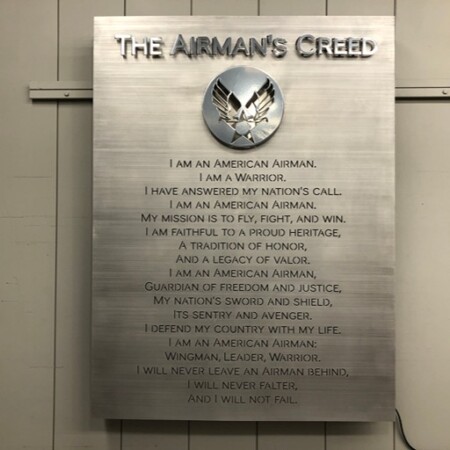 The Airman's Creed
I am an American Airman.
I am a Warrior.
I have answered my nation's call.
I am an American Airman.
My mission is to fly, fight, and win.
I am faithful to a proud heritage,
A tradition of honor,
And a legacy of valor.
I am an American Airman,
Guardian of freedom and justice,
My nation's sword and shield,
Its sentry and avenger.
I defend my country with my life.
I am an American Airman:
Wingman, Leader, Warrior.
I will never leave an Airman behind,
I will never falter,
And I will not fail.